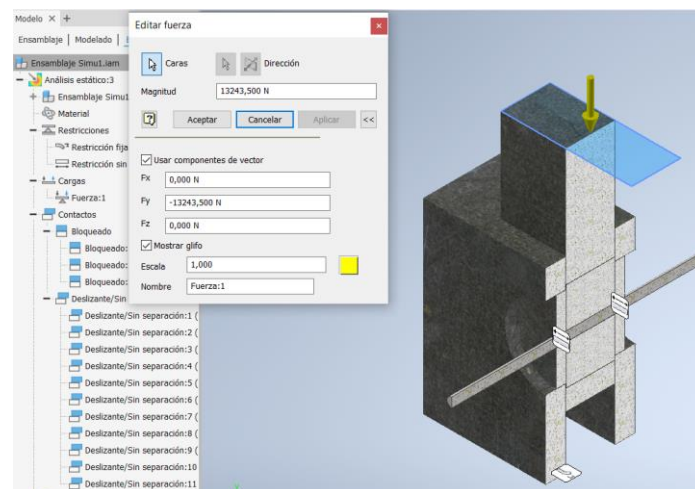 Modelo × +
Ensamblaje | Modelado |
Ensamblaje Simu1.iam
Análisis estático:3
Ensamblaje Simu1
Material
Restricciones
Restricción fija
Restricción sin
Cargas
Fuerza:1
Contactos
Bloqueado
Bloqueado:
Bloqueado:
Bloqueado:
Deslizante/Sin
Deslizante/Sin separación:1 (
Deslizante/Sin separación:2 (
Deslizante/Sin separación:3 (
Deslizante/Sin separación:4 (
Deslizante/Sin separación:5 (
Deslizante/Sin separación:6 (
Deslizante/Sin separación:7 (
Deslizante/Sin separación:8 (
Deslizante/Sin separación:9 (
Deslizante/Sin separación:10
Deslizante/Sin separación:11
Editar fuerza
Caras Dirección
Magnitud 13243,500 N
Aceptar Cancelar Aplicar <<
Usar componentes de vector
Fx 0,000 N
Fy -13243,500 N
Fz 0,000 N
Mostrar glifo
Escala 1,000
Nombre Fuerza:1